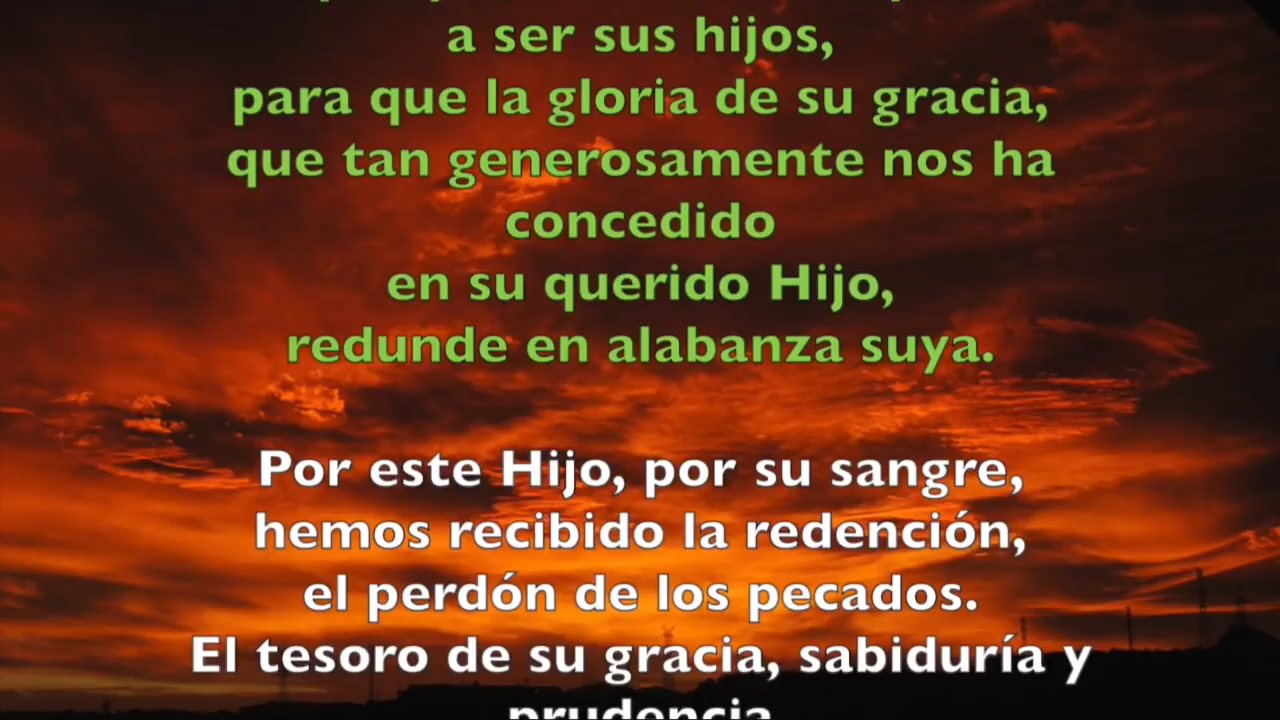 a ser sus hijos,
para que la gloria de su gracia,
que tan generosamente nos ha
concedido
en su querido Hijo,
redunde en alabanza suya.
Por este Hijo, por su sangre,
hemos recibido la redención,
el perdón de los pecados.
El tesoro de su gracia, sabiduría y
prudencia